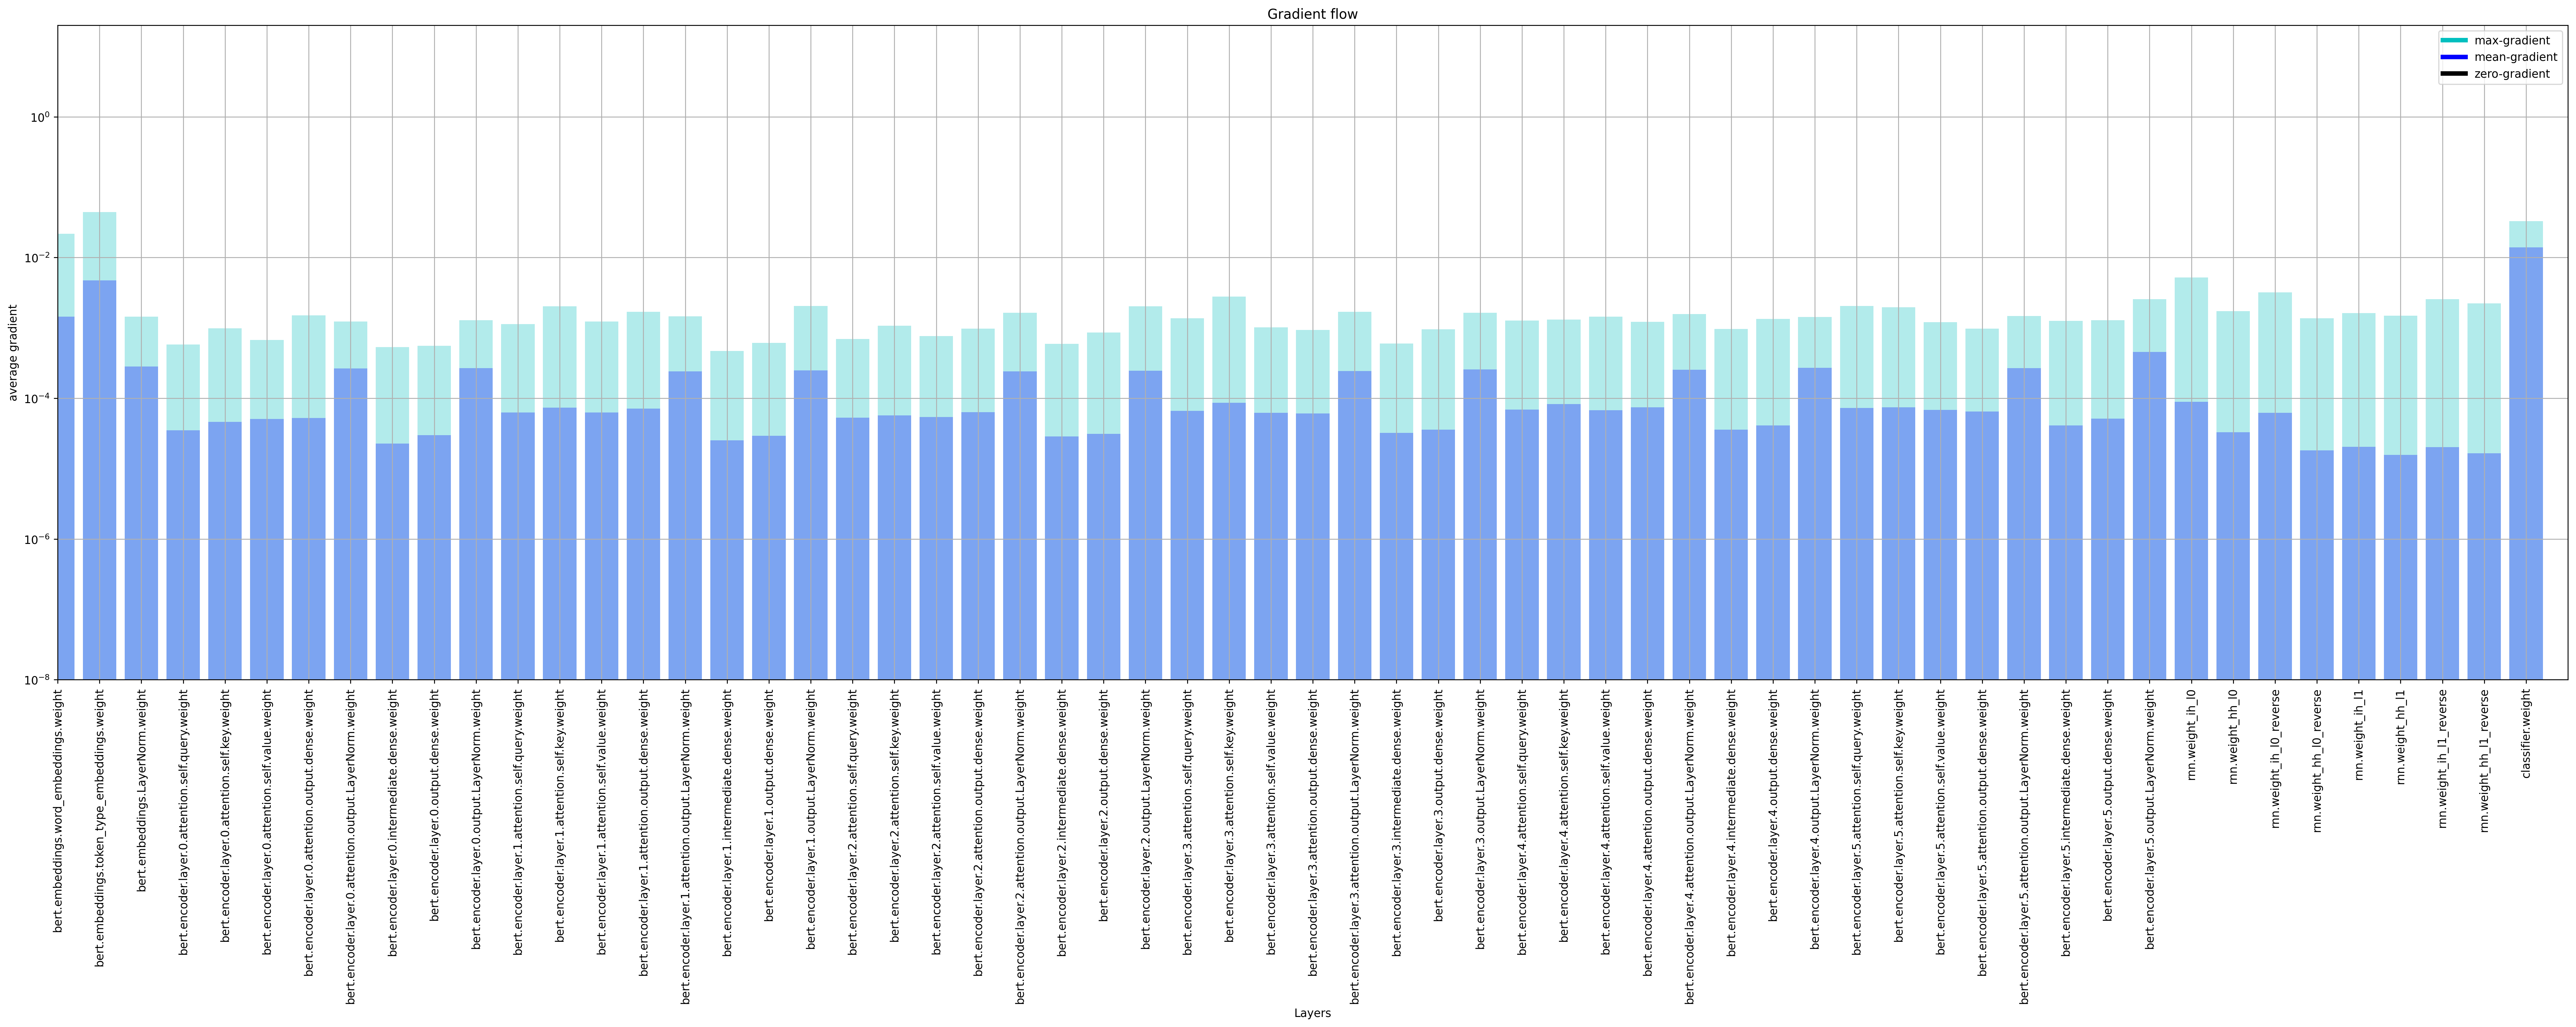 Gradient flow
max-gradient
mean-gradient
zero-gradient
average gradient
10⁰
10⁻²
10⁻⁴
10⁻⁶
10⁻⁸
bert.embeddings.word_embeddings.weight
bert.embeddings.token_type_embeddings.weight
bert.embeddings.LayerNorm.weight
bert.encoder.layer.0.attention.self.query.weight
bert.encoder.layer.0.attention.self.key.weight
bert.encoder.layer.0.attention.self.value.weight
bert.encoder.layer.0.attention.output.dense.weight
bert.encoder.layer.0.attention.output.LayerNorm.weight
bert.encoder.layer.0.intermediate.dense.weight
bert.encoder.layer.0.output.dense.weight
bert.encoder.layer.0.output.LayerNorm.weight
bert.encoder.layer.1.attention.self.query.weight
bert.encoder.layer.1.attention.self.key.weight
bert.encoder.layer.1.attention.self.value.weight
bert.encoder.layer.1.attention.output.dense.weight
bert.encoder.layer.1.attention.output.LayerNorm.weight
bert.encoder.layer.1.intermediate.dense.weight
bert.encoder.layer.1.output.dense.weight
bert.encoder.layer.1.output.LayerNorm.weight
bert.encoder.layer.2.attention.self.query.weight
bert.encoder.layer.2.attention.self.key.weight
bert.encoder.layer.2.attention.self.value.weight
bert.encoder.layer.2.attention.output.dense.weight
bert.encoder.layer.2.attention.output.LayerNorm.weight
bert.encoder.layer.2.intermediate.dense.weight
bert.encoder.layer.2.output.dense.weight
bert.encoder.layer.2.output.LayerNorm.weight
bert.encoder.layer.3.attention.self.query.weight
bert.encoder.layer.3.attention.self.key.weight
bert.encoder.layer.3.attention.self.value.weight
bert.encoder.layer.3.attention.output.dense.weight
bert.encoder.layer.3.attention.output.LayerNorm.weight
bert.encoder.layer.3.intermediate.dense.weight
bert.encoder.layer.3.output.dense.weight
bert.encoder.layer.3.output.LayerNorm.weight
bert.encoder.layer.4.attention.self.query.weight
bert.encoder.layer.4.attention.self.key.weight
bert.encoder.layer.4.attention.self.value.weight
bert.encoder.layer.4.attention.output.dense.weight
bert.encoder.layer.4.attention.output.LayerNorm.weight
bert.encoder.layer.4.intermediate.dense.weight
bert.encoder.layer.4.output.dense.weight
bert.encoder.layer.4.output.LayerNorm.weight
bert.encoder.layer.5.attention.self.query.weight
bert.encoder.layer.5.attention.self.key.weight
bert.encoder.layer.5.attention.self.value.weight
bert.encoder.layer.5.attention.output.dense.weight
bert.encoder.layer.5.attention.output.LayerNorm.weight
bert.encoder.layer.5.intermediate.dense.weight
bert.encoder.layer.5.output.dense.weight
bert.encoder.layer.5.output.LayerNorm.weight
rnn.weight_ih_l0
rnn.weight_hh_l0
rnn.weight_ih_l0_reverse
rnn.weight_hh_l0_reverse
rnn.weight_ih_l1
rnn.weight_hh_l1
rnn.weight_ih_l1_reverse
rnn.weight_hh_l1_reverse
classifier.weight
Layers